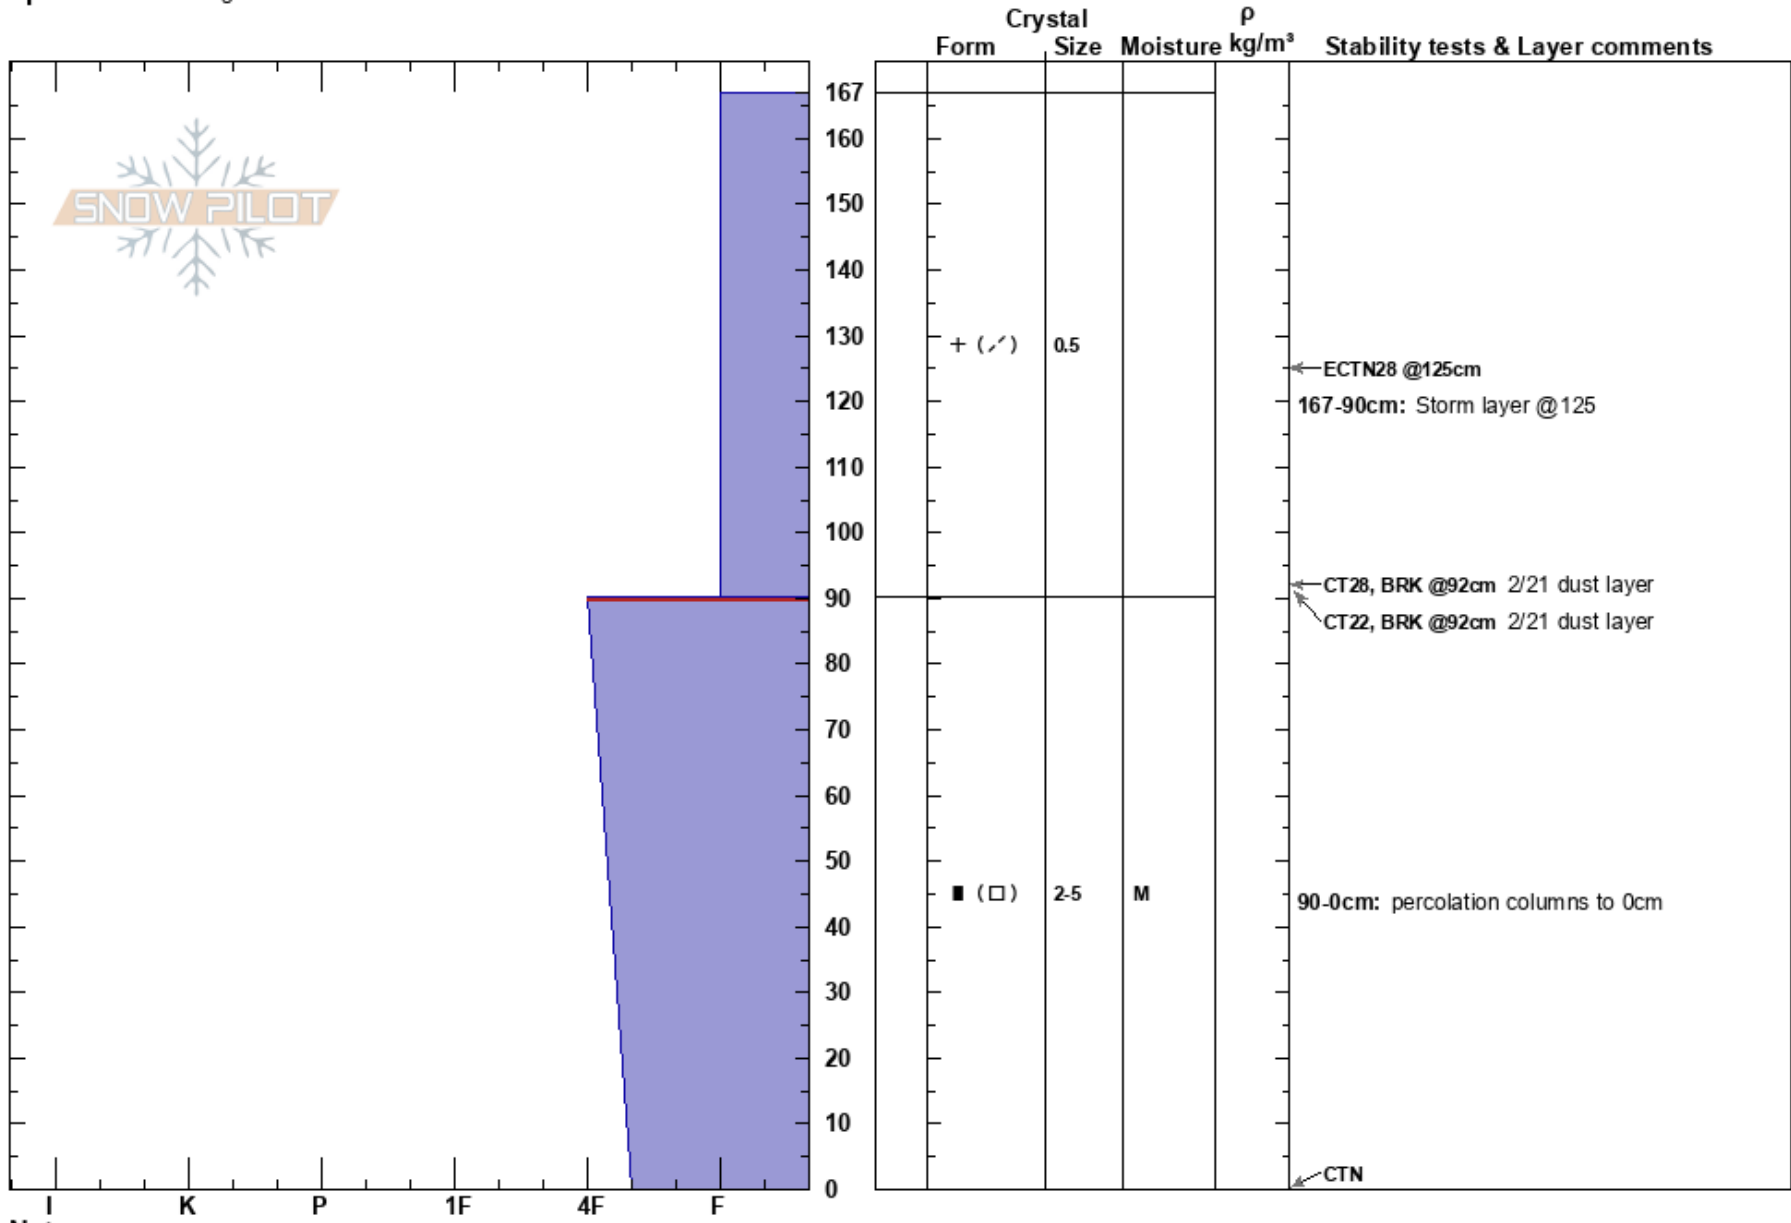 Crystal
ρ
Form Size Moisture kg/m³ Stability tests & Layer comments
167
160
SNOW PILOT
150
140
130
+ (⟋) 0.5
ECTN28 @125cm
120
167-90cm: Storm layer @125
110
100
CT28, BRK @92cm 2/21 dust layer
90
CT22, BRK @92cm 2/21 dust layer
80
70
60
50
■ (□) 2-5 M
90-0cm: percolation columns to 0cm
40
30
20
10
CTN
0
I K P 1F 4F F